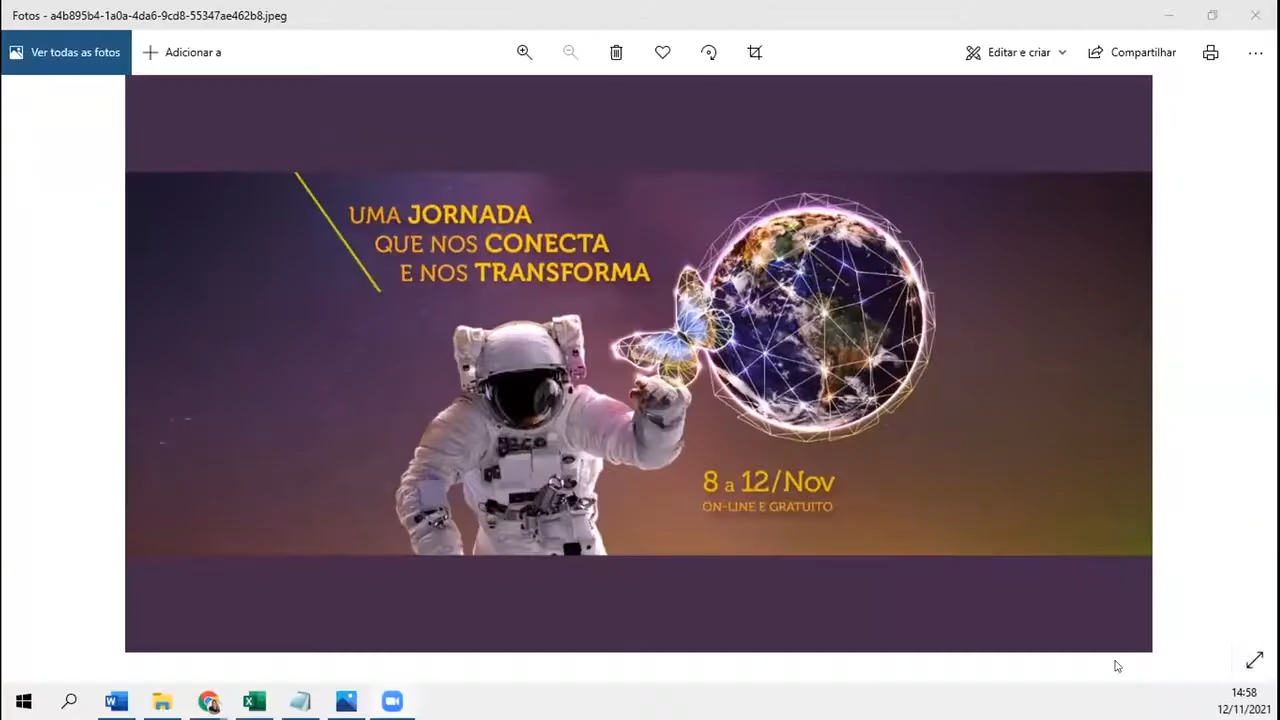 Fotos - a4b895b4-1a0a-4da6-9cd8-55347ae462b8.jpeg
Ver todas as fotos
Adicionar a
Editar e criar
Compartilhar
UMA JORNADA
QUE NOS CONECTA
E NOS TRANSFORMA
8 a 12/Nov
ON-LINE E GRATUITO
14:58
12/11/2021